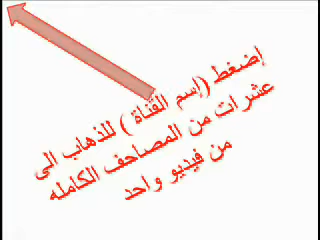 إضغط (إسم القناة ) للذهاب الى
عشرات من المصاحف الكامله
من فيديو واحد